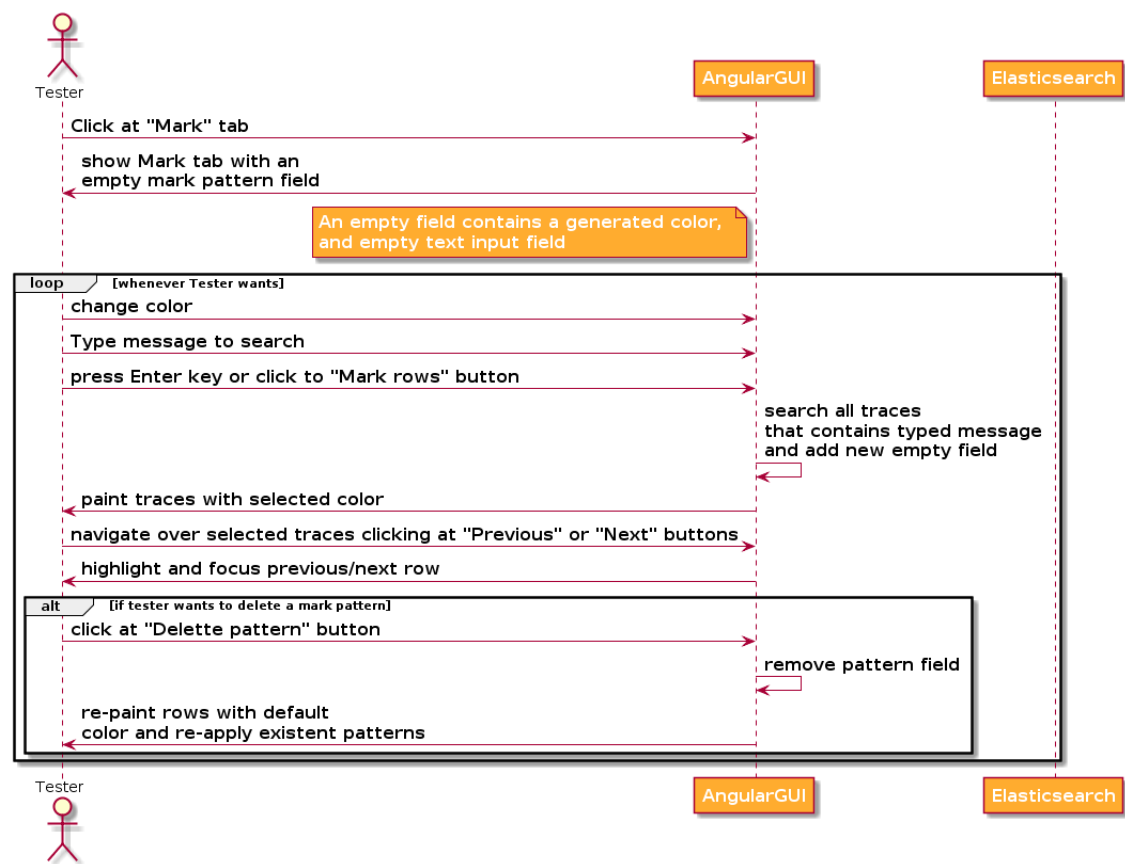 Tester
AngularGUI
Elasticsearch
Click at "Mark" tab
show Mark tab with an
empty mark pattern field
An empty field contains a generated color,
and empty text input field
loop
[whenever Tester wants]
change color
Type message to search
press Enter key or click to "Mark rows" button
search all traces
that contains typed message
and add new empty field
paint traces with selected color
navigate over selected traces clicking at "Previous" or "Next" buttons
highlight and focus previous/next row
alt
[if tester wants to delete a mark pattern]
click at "Delette pattern" button
remove pattern field
re-paint rows with default
color and re-apply existent patterns
Tester
AngularGUI
Elasticsearch